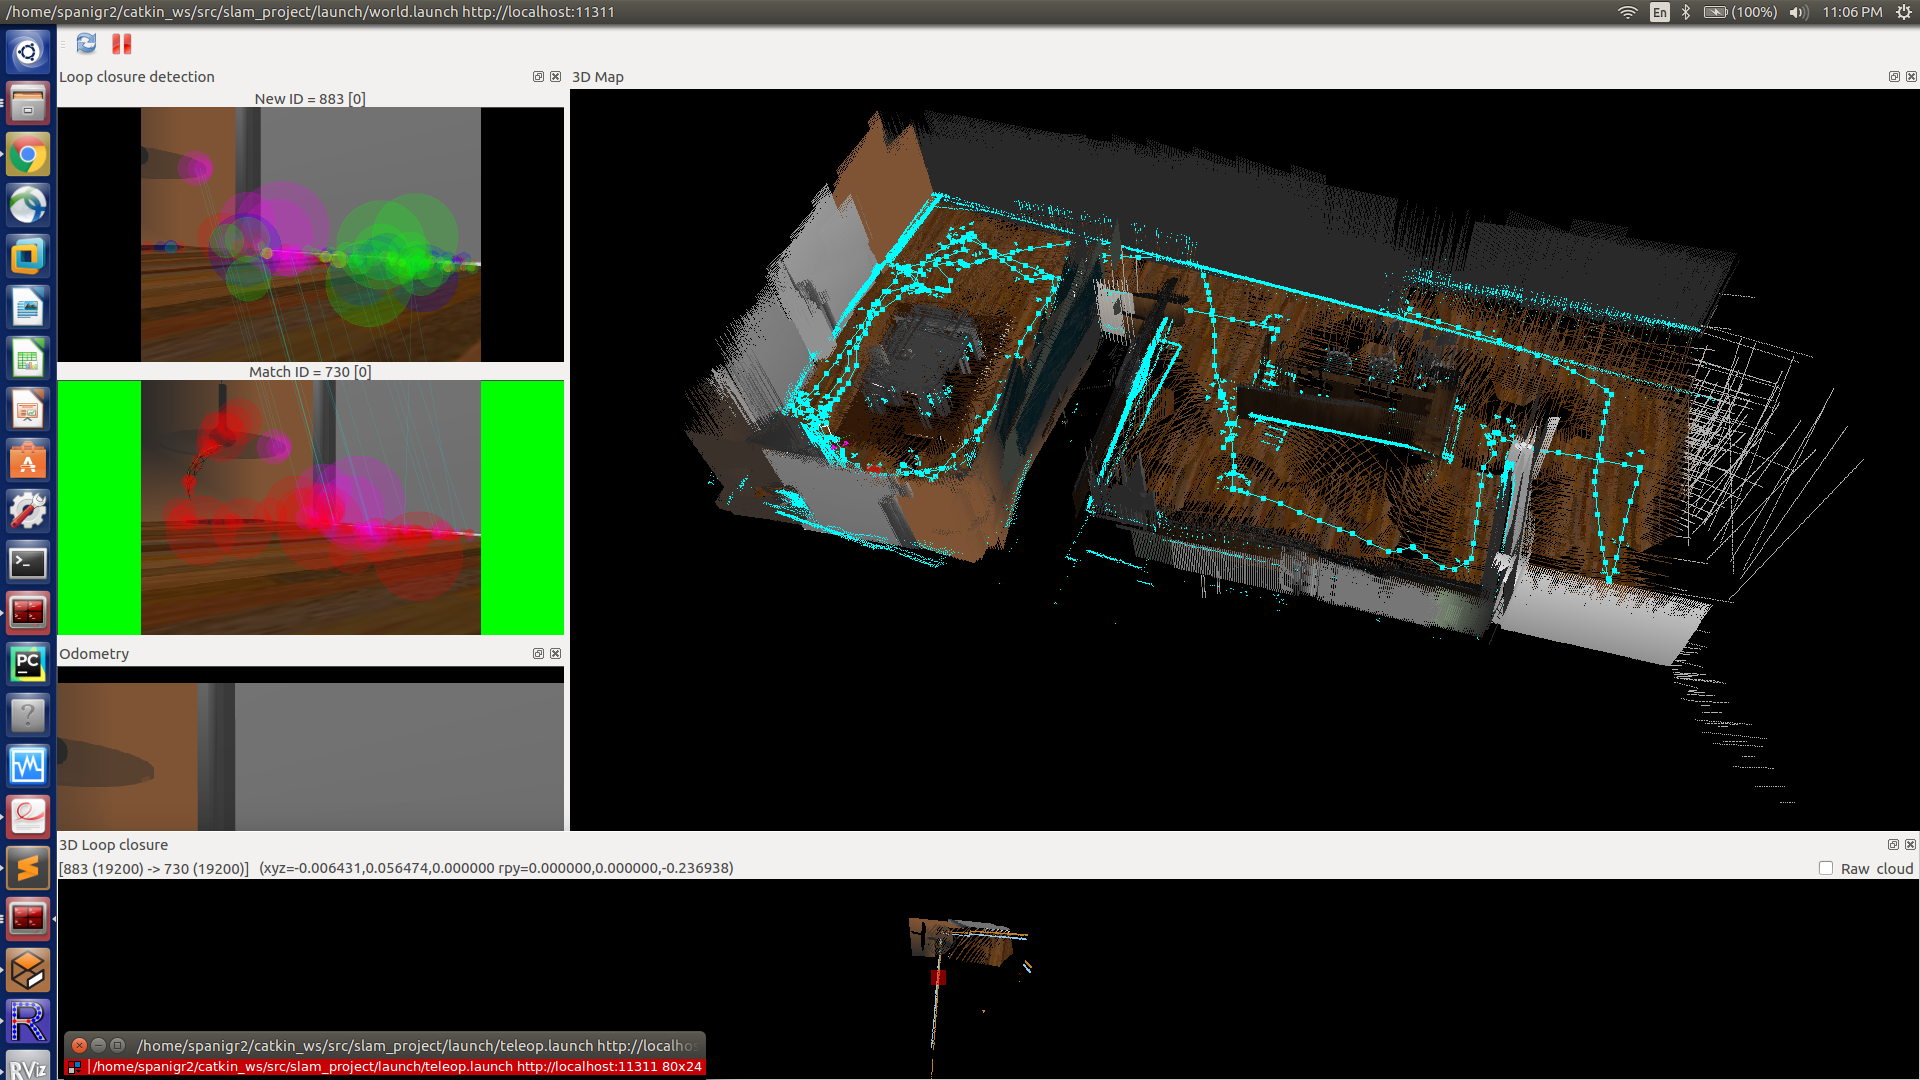 /home/spanigr2/catkin_ws/src/slam_project/launch/world.launch http://localhost:11311
En
(100%)
11:06 PM
Loop closure detection
3D Map
New ID = 883 [0]
Match ID = 730 [0]
Odometry
3D Loop closure
[883 (19200) -> 730 (19200)] (xyz=-0.006431,0.056474,0.000000 rpy=0.000000,0.000000,-0.236938)
Raw cloud
PC
R
RViz
/home/spanigr2/catkin_ws/src/slam_project/launch/teleop.launch http://localhos
/home/spanigr2/catkin_ws/src/slam_project/launch/teleop.launch http://localhost:11311 80x24